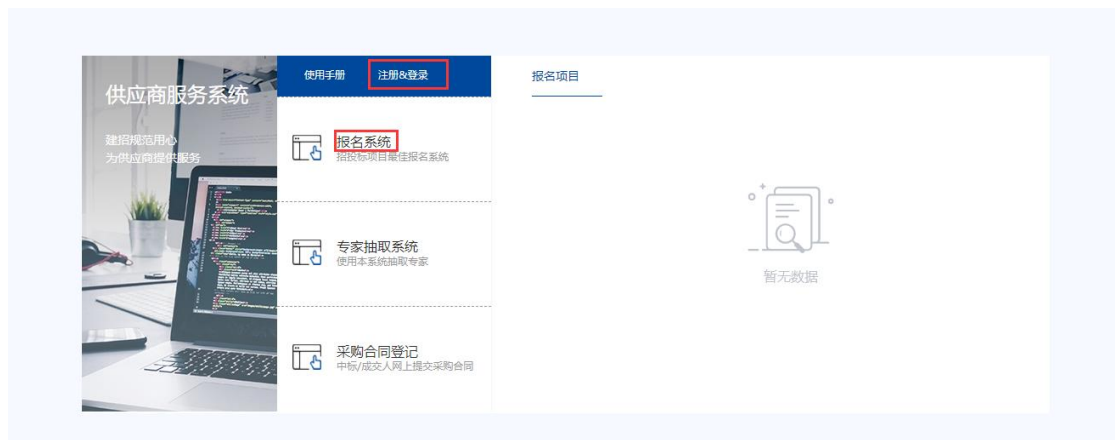 供应商服务系统
建招规范用心
为供应商提供服务
使用手册 注册&登录
报名系统
招投标项目最佳报名系统
专家抽取系统
使用本系统抽取专家
采购合同登记
中标/成交人网上提交采购合同
报名项目
暂无数据